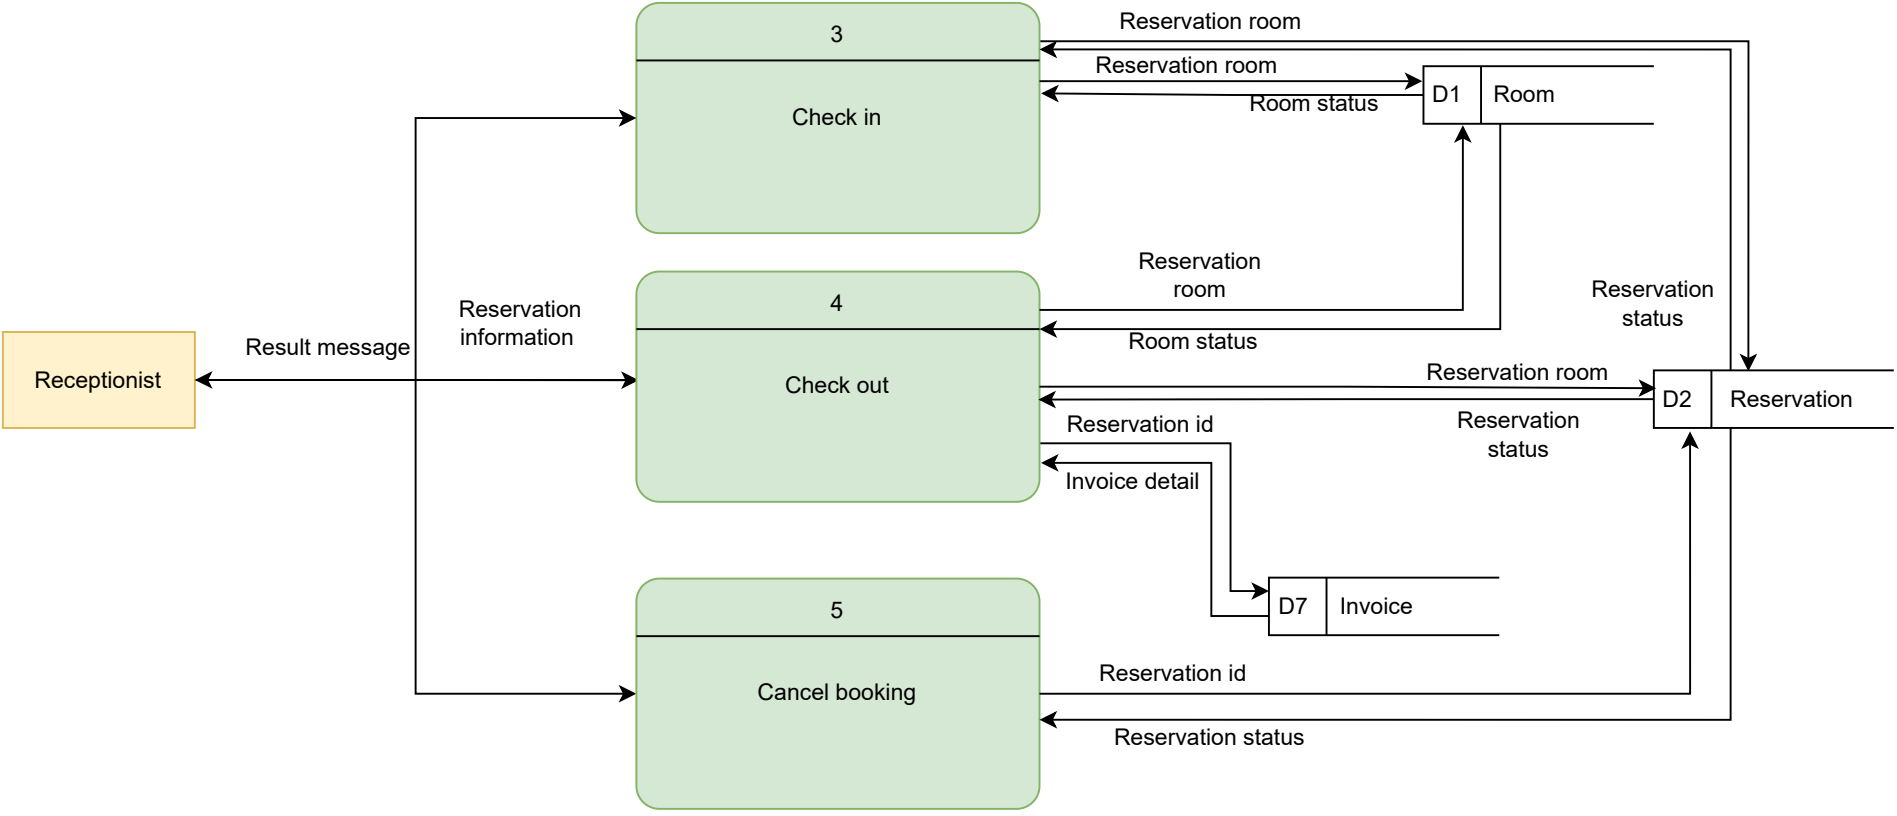 Reservation room
3
Reservation room
D1
Room
Room status
Check in
Reservation
room
Reservation
status
4
Reservation
information
Room status
Result message
Receptionist
Check out
Reservation room
D2
Reservation
Reservation
status
Reservation id
Invoice detail
D7
Invoice
5
Reservation id
Cancel booking
Reservation status